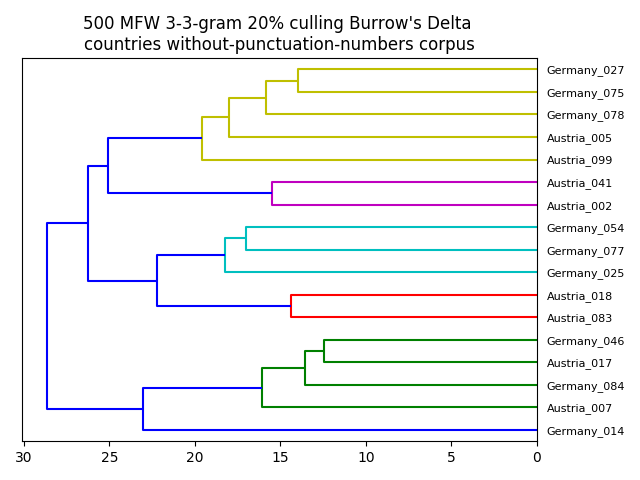 500 MFW 3-3-gram 20% culling Burrow's Delta
countries without-punctuation-numbers corpus
Germany_027
Germany_075
Germany_078
Austria_005
Austria_099
Austria_041
Austria_002
Germany_054
Germany_077
Germany_025
Austria_018
Austria_083
Germany_046
Austria_017
Germany_084
Austria_007
Germany_014
30 25 20 15 10 5 0